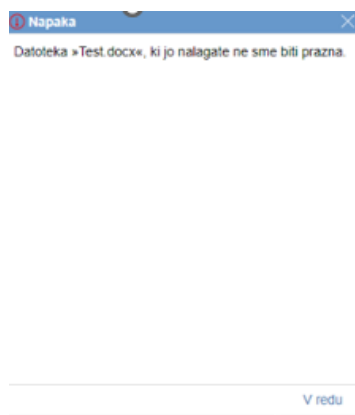 Napaka
Datoteka »Test.docx«, ki jo nalagate ne sme biti prazna.
V redu